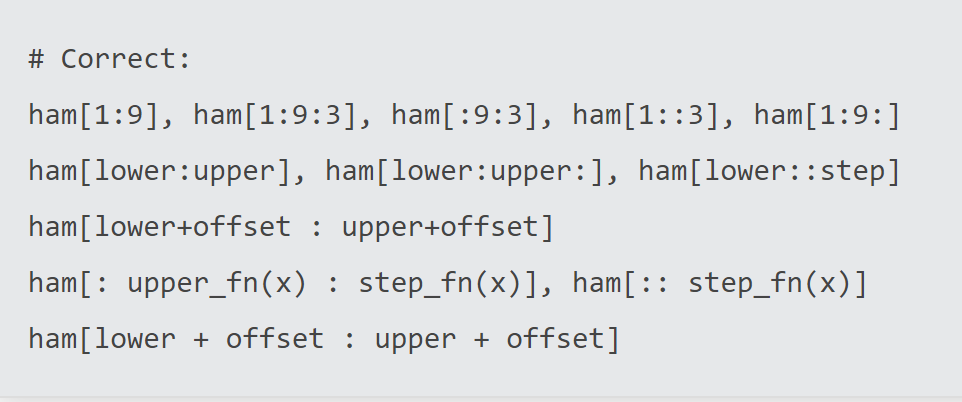 # Correct:
ham[1:9], ham[1:9:3], ham[:9:3], ham[1::3], ham[1:9:]
ham[lower:upper], ham[lower:upper:], ham[lower::step]
ham[lower+offset : upper+offset]
ham[: upper_fn(x) : step_fn(x)], ham[:: step_fn(x)]
ham[lower + offset : upper + offset]